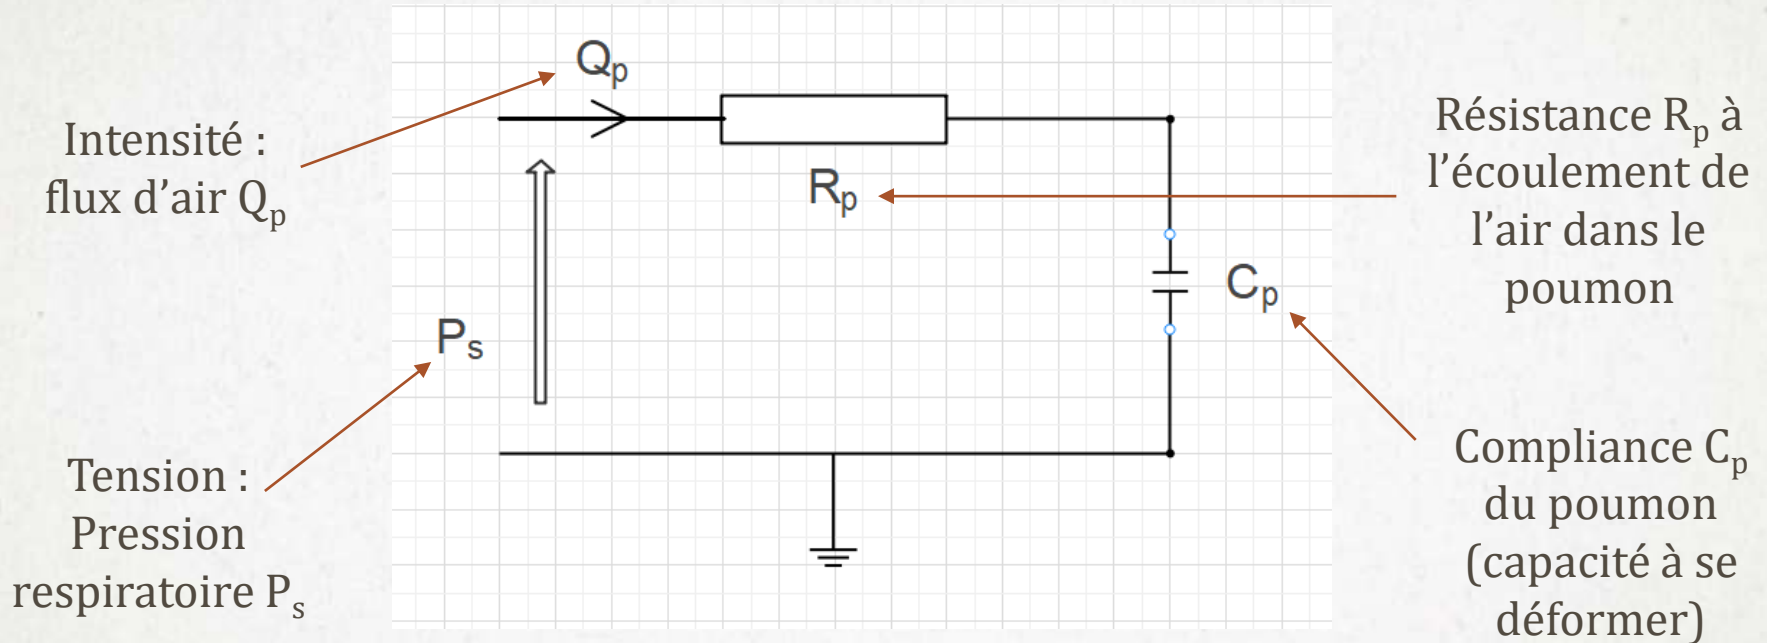 Intensité :
flux d’air Qp
Tension :
Pression
respiratoire Ps
Qp
Rp
Ps
Cp
Résistance Rp à
l’écoulement de
l’air dans le
poumon
Compliance Cp
du poumon
(capacité à se
déformer)